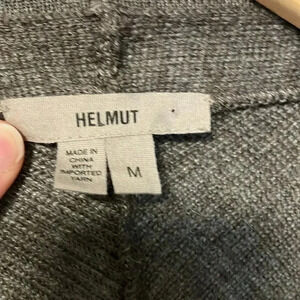 HELMUT
MADE IN
CHINA
WITH
IMPORTED
YARN
M